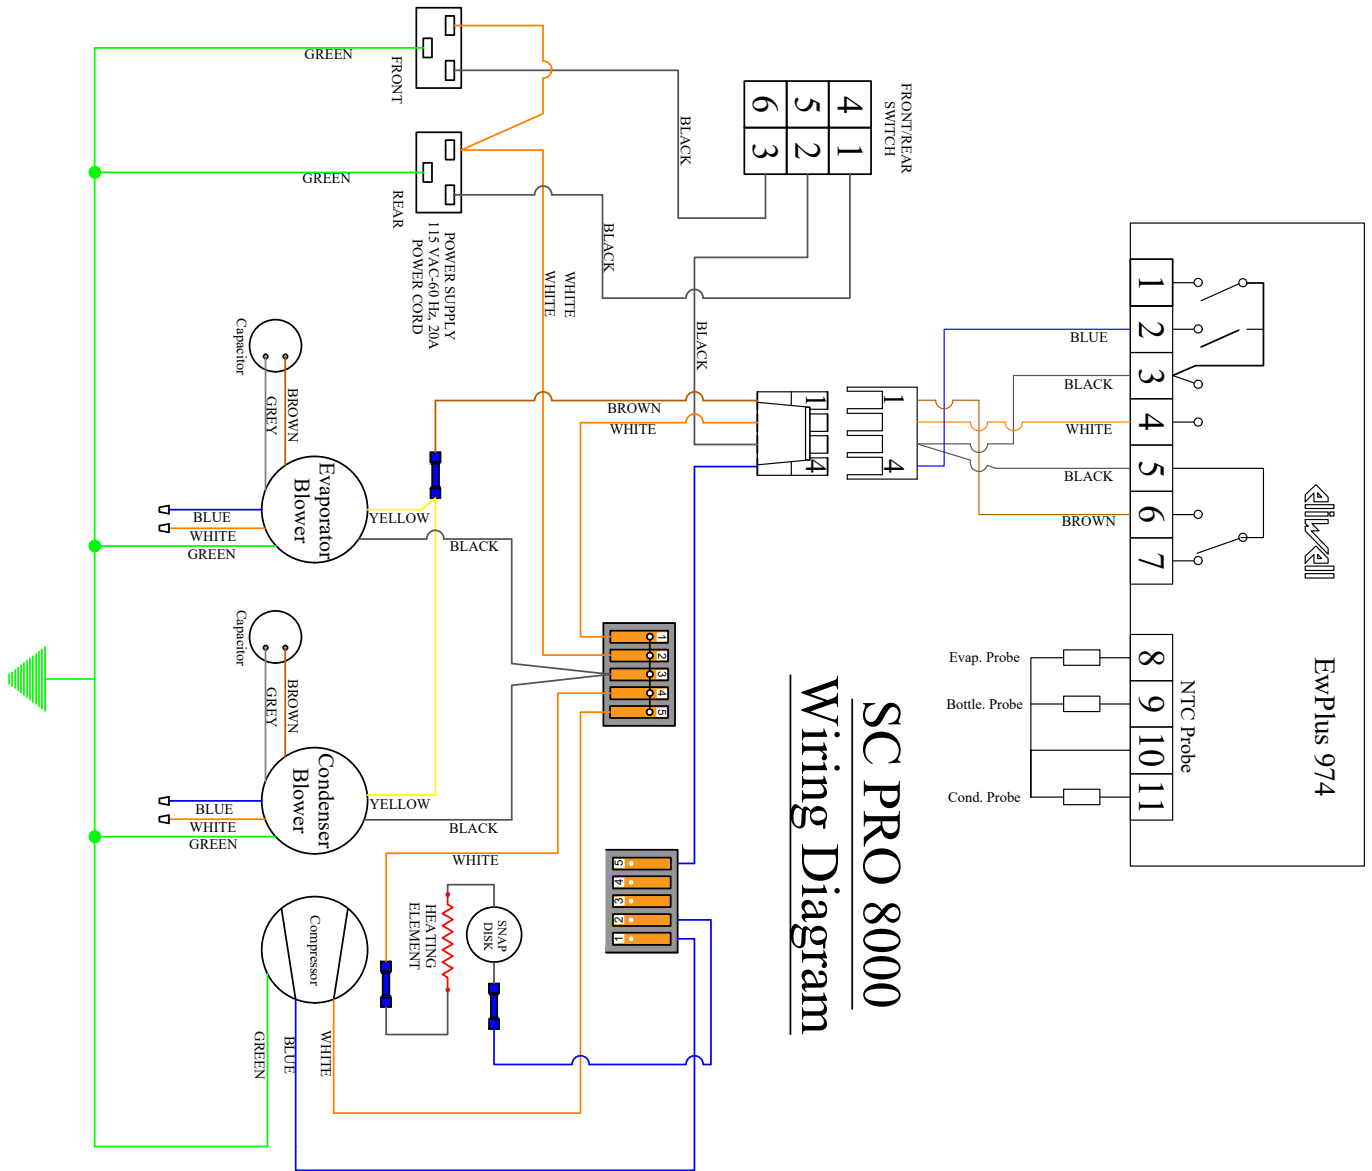 SC PRO 8000
Wiring Diagram
eliwell
EwPlus 974
1
2
3
4
5
6
7
8
9
10
11
NTC Probe
BLUE
BLACK
WHITE
BLACK
BROWN
Evap. Probe
Bottle. Probe
Cond. Probe
FRONT/REAR
SWITCH
4
1
5
2
6
3
BLACK
BLACK
BLACK
1
4
1
4
BROWN
WHITE
FRONT
REAR
GREEN
GREEN
POWER SUPPLY
115 VAC-60 Hz, 20A
POWER CORD
WHITE
WHITE
Capacitor
BROWN
GREY
Evaporator
Blower
YELLOW
BLACK
BLUE
WHITE
GREEN
Capacitor
BROWN
GREY
Condenser
Blower
YELLOW
BLACK
BLUE
WHITE
GREEN
1
2
3
4
5
5
4
3
2
1
WHITE
HEATING
ELEMENT
SNAP
DISK
Compressor
WHITE
BLUE
GREEN